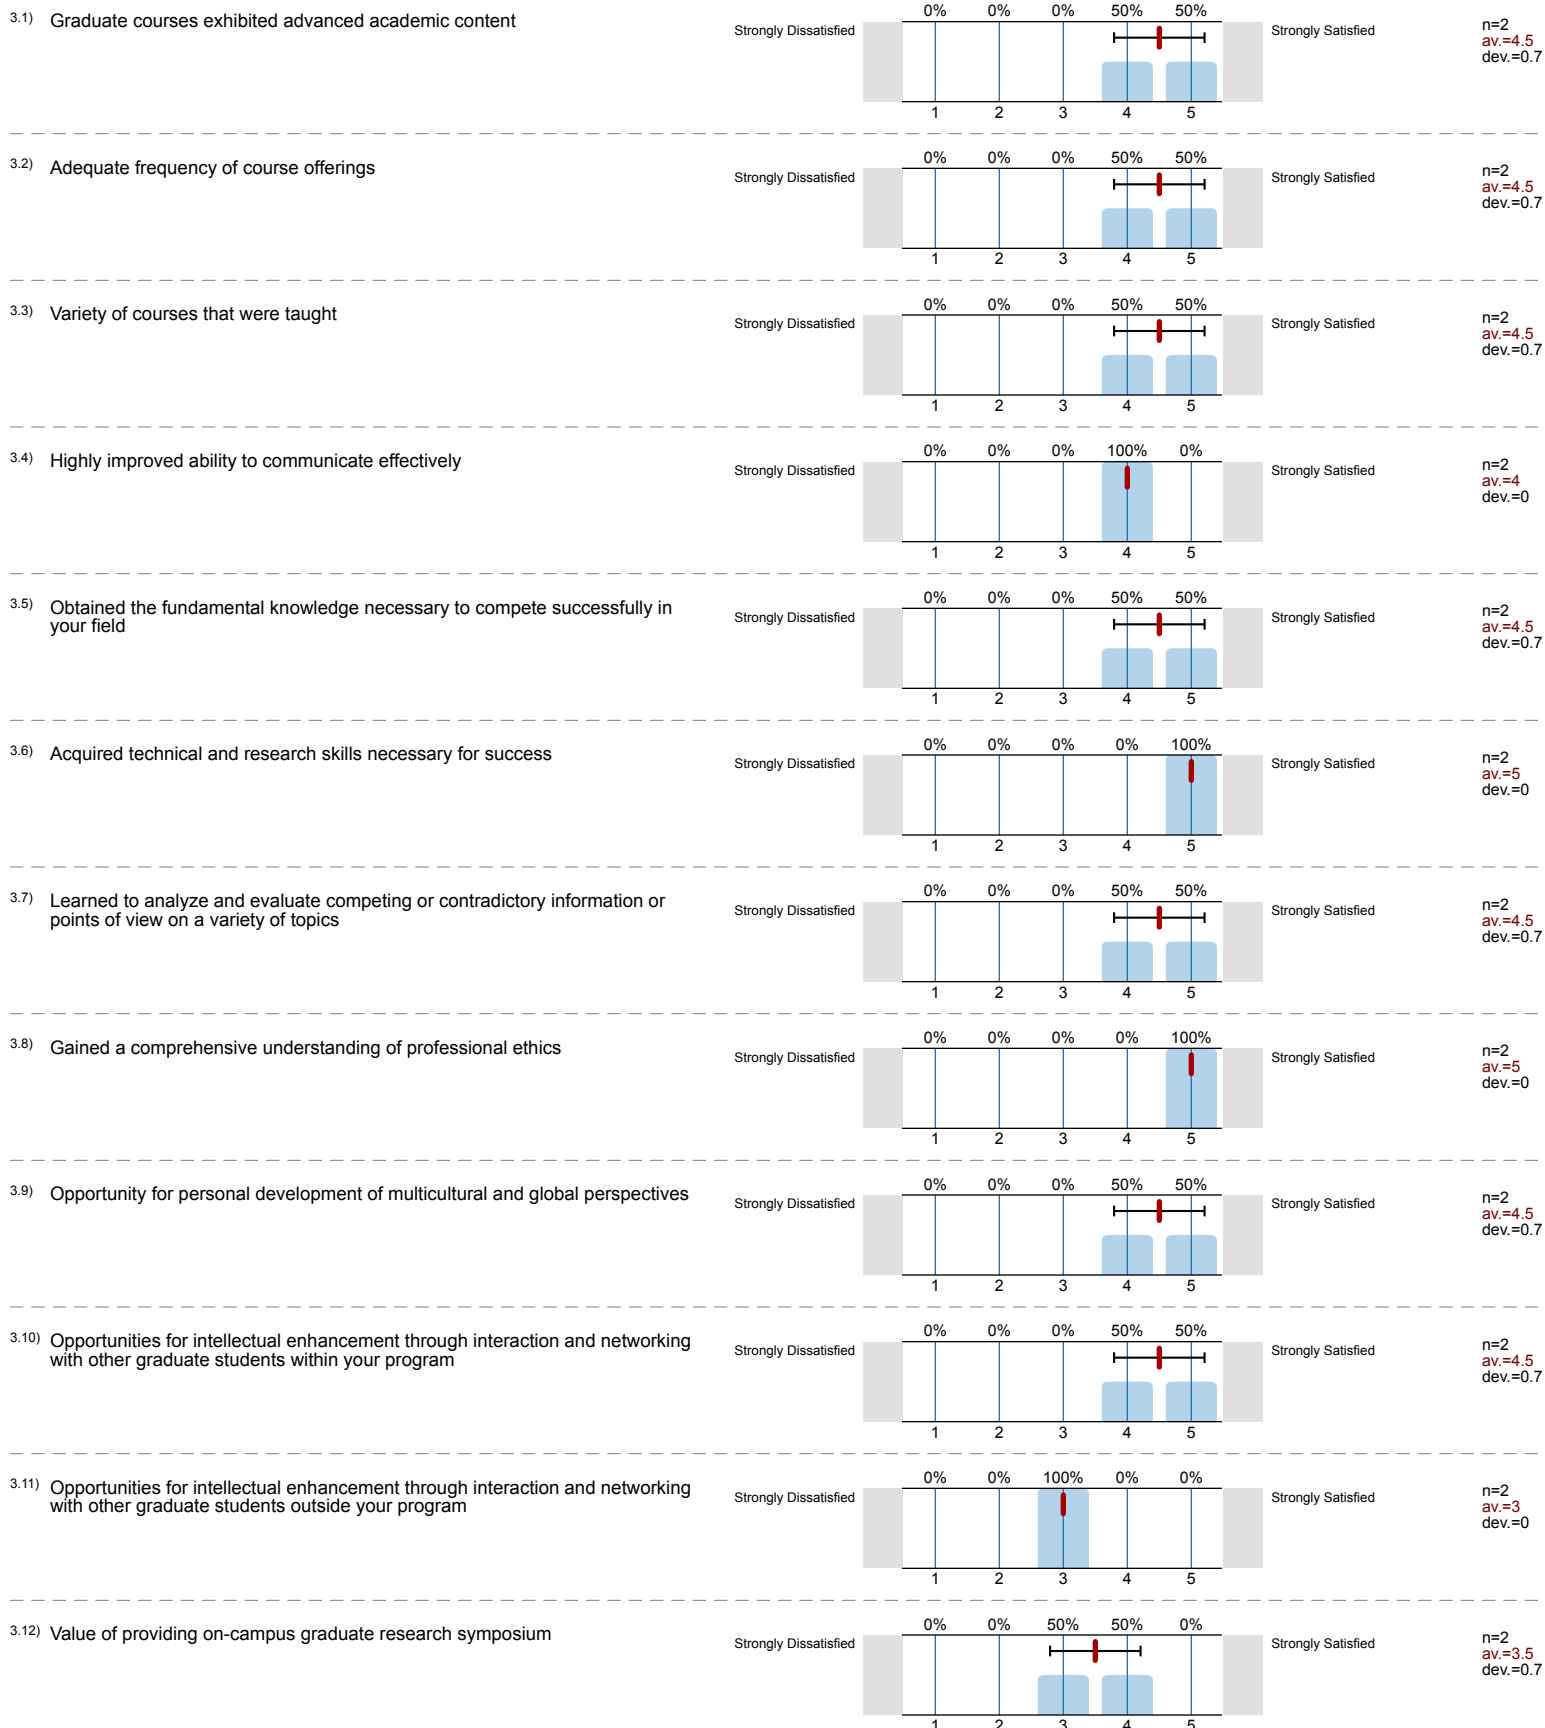 3.1) Graduate courses exhibited advanced academic content
0% 0% 0% 50% 50%
Strongly Dissatisfied Strongly Satisfied
n=2
av.=4.5
dev.=0.7
1 2 3 4 5
3.2) Adequate frequency of course offerings
0% 0% 0% 50% 50%
Strongly Dissatisfied Strongly Satisfied
n=2
av.=4.5
dev.=0.7
1 2 3 4 5
3.3) Variety of courses that were taught
0% 0% 0% 50% 50%
Strongly Dissatisfied Strongly Satisfied
n=2
av.=4.5
dev.=0.7
1 2 3 4 5
3.4) Highly improved ability to communicate effectively
0% 0% 0% 100% 0%
Strongly Dissatisfied Strongly Satisfied
n=2
av.=4
dev.=0
1 2 3 4 5
3.5) Obtained the fundamental knowledge necessary to compete successfully in
your field
0% 0% 0% 50% 50%
Strongly Dissatisfied Strongly Satisfied
n=2
av.=4.5
dev.=0.7
1 2 3 4 5
3.6) Acquired technical and research skills necessary for success
0% 0% 0% 0% 100%
Strongly Dissatisfied Strongly Satisfied
n=2
av.=5
dev.=0
1 2 3 4 5
3.7) Learned to analyze and evaluate competing or contradictory information or
points of view on a variety of topics
0% 0% 0% 50% 50%
Strongly Dissatisfied Strongly Satisfied
n=2
av.=4.5
dev.=0.7
1 2 3 4 5
3.8) Gained a comprehensive understanding of professional ethics
0% 0% 0% 0% 100%
Strongly Dissatisfied Strongly Satisfied
n=2
av.=5
dev.=0
1 2 3 4 5
3.9) Opportunity for personal development of multicultural and global perspectives
0% 0% 0% 50% 50%
Strongly Dissatisfied Strongly Satisfied
n=2
av.=4.5
dev.=0.7
1 2 3 4 5
3.10) Opportunities for intellectual enhancement through interaction and networking
with other graduate students within your program
0% 0% 0% 50% 50%
Strongly Dissatisfied Strongly Satisfied
n=2
av.=4.5
dev.=0.7
1 2 3 4 5
3.11) Opportunities for intellectual enhancement through interaction and networking
with other graduate students outside your program
0% 0% 100% 0% 0%
Strongly Dissatisfied Strongly Satisfied
n=2
av.=3
dev.=0
1 2 3 4 5
3.12) Value of providing on-campus graduate research symposium
0% 0% 50% 50% 0%
Strongly Dissatisfied Strongly Satisfied
n=2
av.=3.5
dev.=0.7
1 2 3 4 5